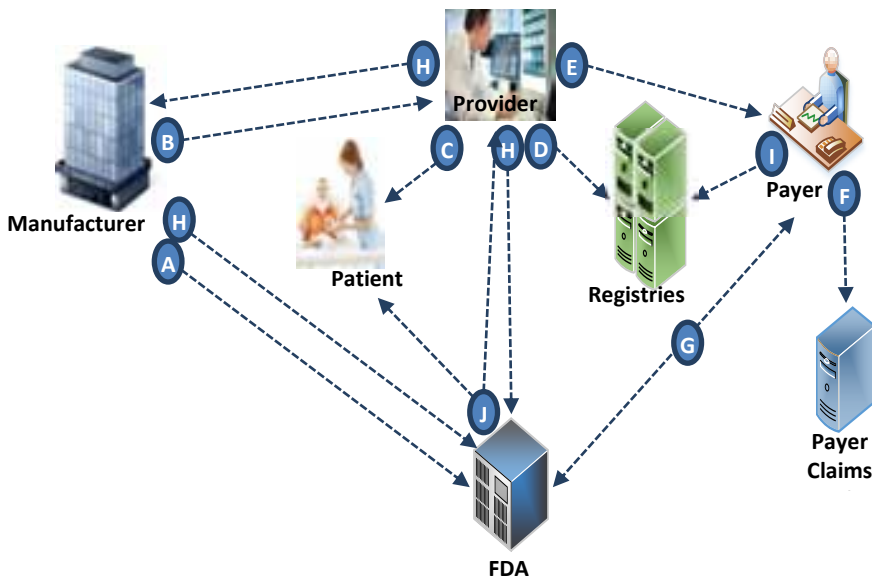 H
E
Provider
B
C
H
D
I
Payer
F
Manufacturer
H
A
Patient
Registries
G
J
Payer
Claims
FDA